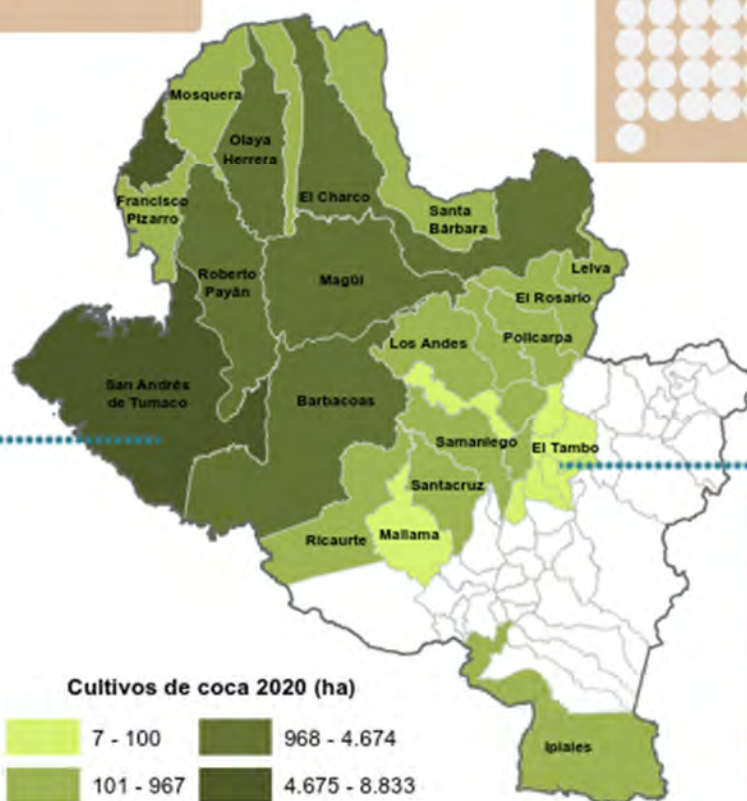 Mosquera
Olaya
Herrera
El Charco
Francisco
Pizarro
Santa
Bárbara
Leiva
Roberto
Payán
Magüi
El Rosario
Los Andes
Policarpa
San Andrés
de Tumaco
Barbacoas
Samaniego
El Tambo
Santacruz
Ricaurte
Mallama
Ipiales
Cultivos de coca 2020 (ha)
7 - 100
968 - 4.674
101 - 967
4.675 - 8.833